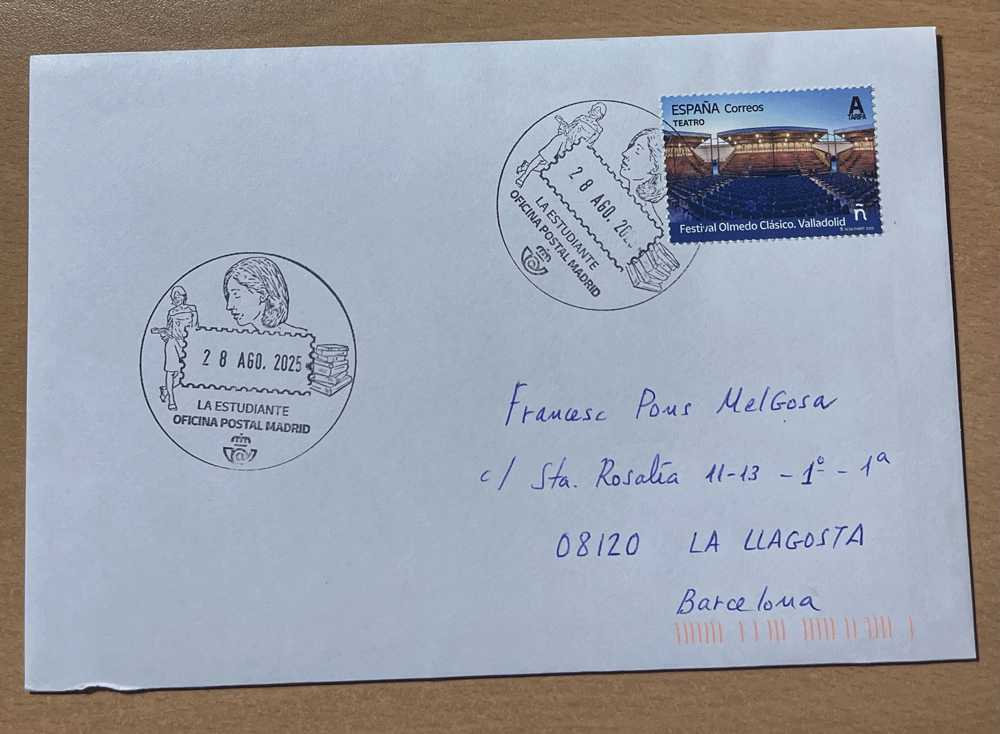 ESPAÑA Correos
TEATRO
A
TARIFA
Festival Olmedo Clásico. Valladolid
ñ
28 AGO. 202
LA ESTUDIANTE
OFICINA POSTAL MADRID
28 AGO. 2025
LA ESTUDIANTE
OFICINA POSTAL MADRID
Francesc Pons MelGosa
c/ Sta. Rosalía 11-13 - 1º - 1ª
08120 LA LLAGOSTA
Barcelona